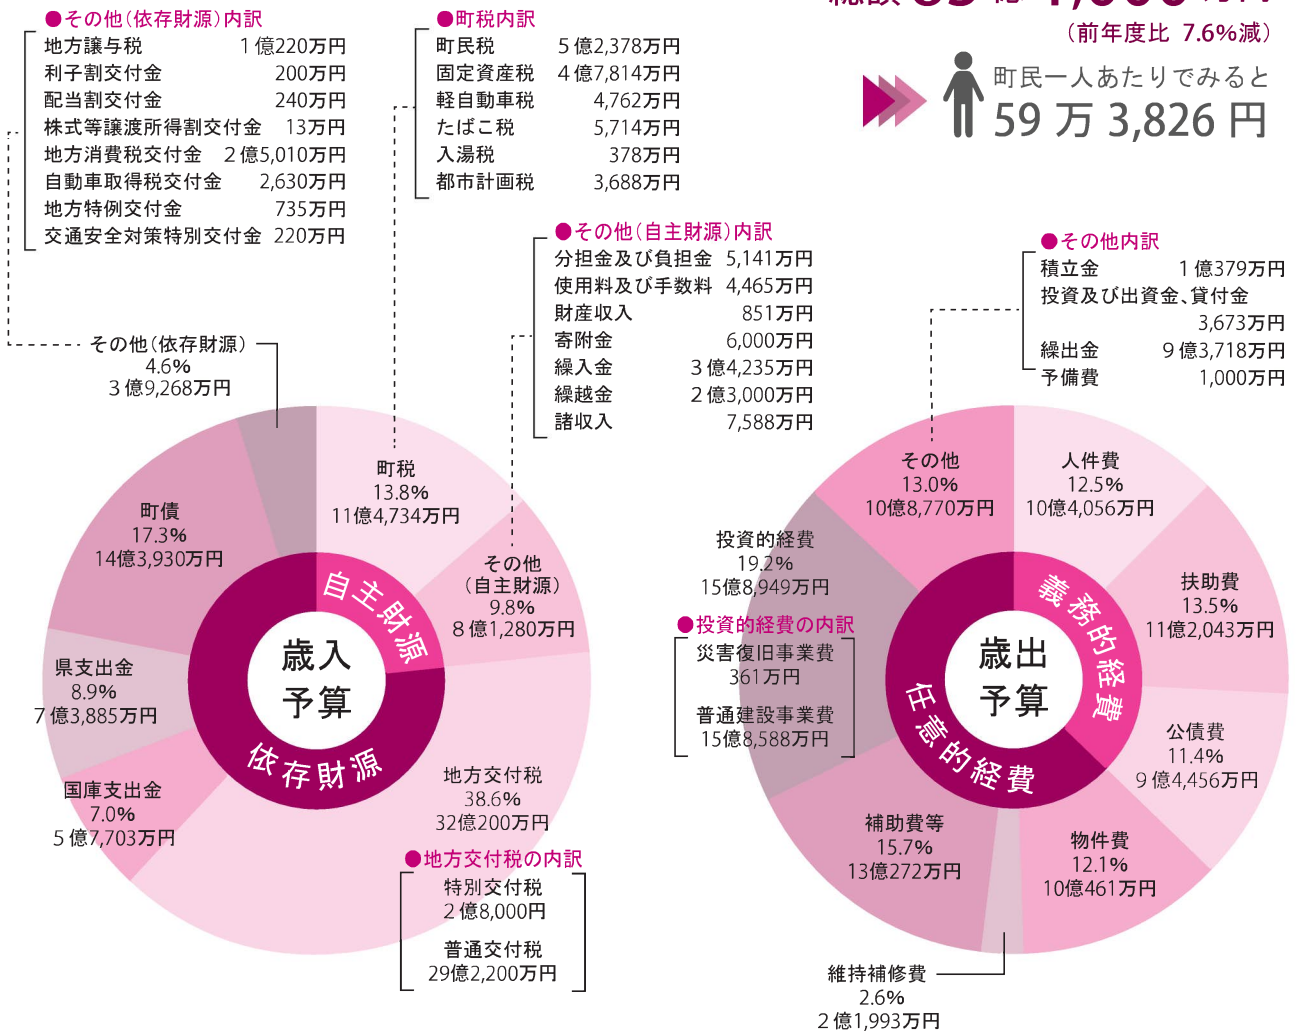 ●その他(依存財源)内訳
地方譲与税 1億220万円
利子割交付金 200万円
配当割交付金 240万円
株式等譲渡所得割交付金 13万円
地方消費税交付金 2億5,010万円
自動車取得税交付金 2,630万円
地方特例交付金 735万円
交通安全対策特別交付金 220万円
●町税内訳
町民税 5億2,378万円
固定資産税 4億7,814万円
軽自動車税 4,762万円
たばこ税 5,714万円
入湯税 378万円
都市計画税 3,688万円
(前年度比 7.6%減)
町民一人あたりでみると
59万3,826円
●その他(自主財源)内訳
分担金及び負担金 5,141万円
使用料及び手数料 4,465万円
財産収入 851万円
寄附金 6,000万円
繰入金 3億4,235万円
繰越金 2億3,000万円
諸収入 7,588万円
●その他内訳
積立金 1億379万円
投資及び出資金、貸付金
3,673万円
繰出金 9億3,718万円
予備費 1,000万円
その他(依存財源)
4.6%
3億9,268万円
町税
13.8%
11億4,734万円
その他
(自主財源)
9.8%
8億1,280万円
町債
17.3%
14億3,930万円
県支出金
8.9%
7億3,885万円
国庫支出金
7.0%
5億7,703万円
地方交付税
38.6%
32億200万円
●地方交付税の内訳
特別交付税
2億8,000円
普通交付税
29億2,200万円
自主財源
依存財源
歳入
予算
その他
13.0%
10億8,770万円
人件費
12.5%
10億4,056万円
投資的経費
19.2%
15億8,949万円
●投資的経費の内訳
災害復旧事業費
361万円
普通建設事業費
15億8,588万円
扶助費
13.5%
11億2,043万円
公債費
11.4%
9億4,456万円
物件費
12.1%
10億461万円
補助費等
15.7%
13億272万円
維持補修費
2.6%
2億1,993万円
義務的経費
任意的経費
歳出
予算